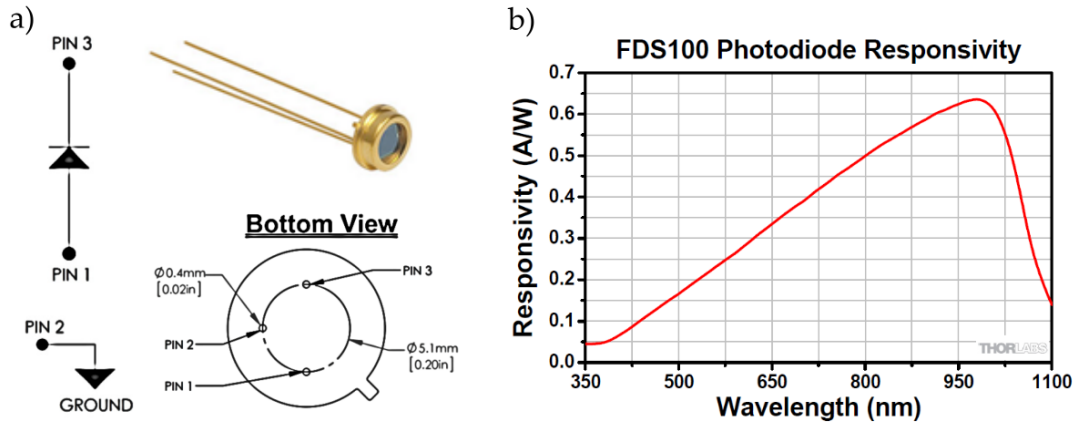 a)
PIN 3
PIN 1
PIN 2
GROUND
Bottom View
Ø0.4mm
[0.02in]
PIN 3
PIN 2
PIN 1
Ø5.1mm
[0.20in]
b)
FDS100 Photodiode Responsivity
Responsivity (A/W)
0.7
0.6
0.5
0.4
0.3
0.2
0.1
0.0
THORLABS
350 500 650 800 950 1100
Wavelength (nm)